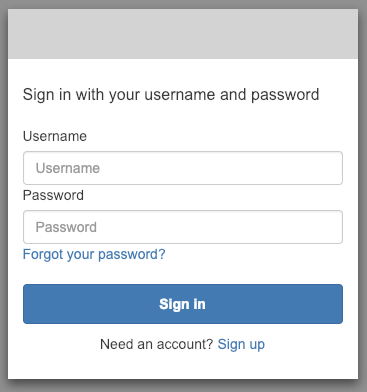 Sign in with your username and password
Username
Username
Password
Password
Forgot your password?
Sign in
Need an account? Sign up